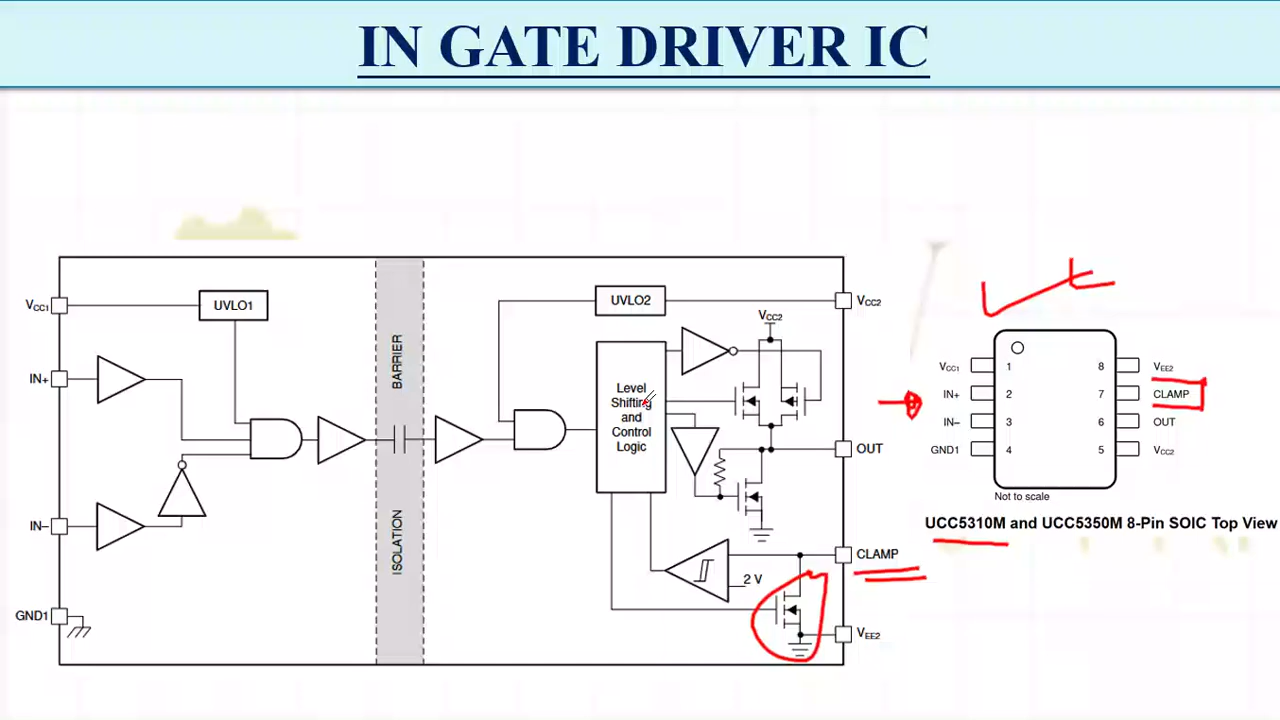 IN GATE DRIVER IC
VCC1
UVLO1
IN+
IN–
GND1
BARRIER
ISOLATION
UVLO2
VCC2
VCC2
Level
Shifting
and
Control
Logic
OUT
CLAMP
2 V
VEE2
VCC1
1
8
VEE2
IN+
2
7
CLAMP
IN–
3
6
OUT
GND1
4
5
VCC2
Not to scale
UCC5310M and UCC5350M 8-Pin SOIC Top View